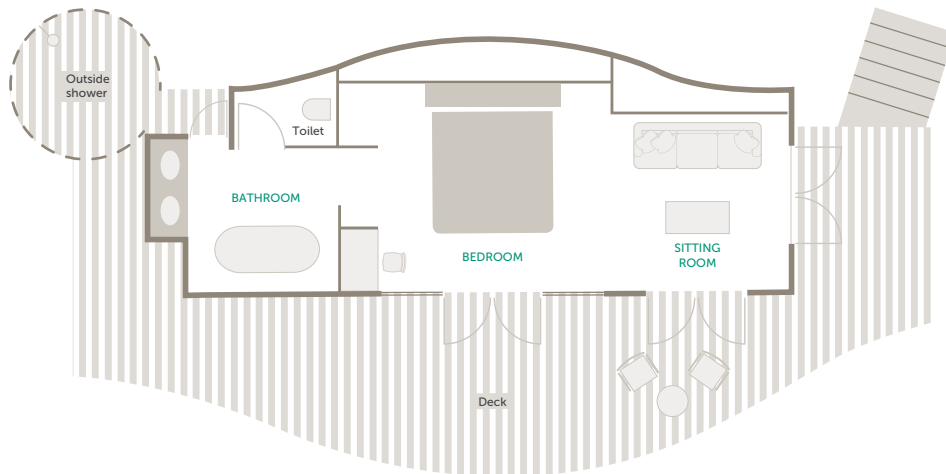 Outside
shower
Toilet
BATHROOM
BEDROOM
SITTING
ROOM
Deck